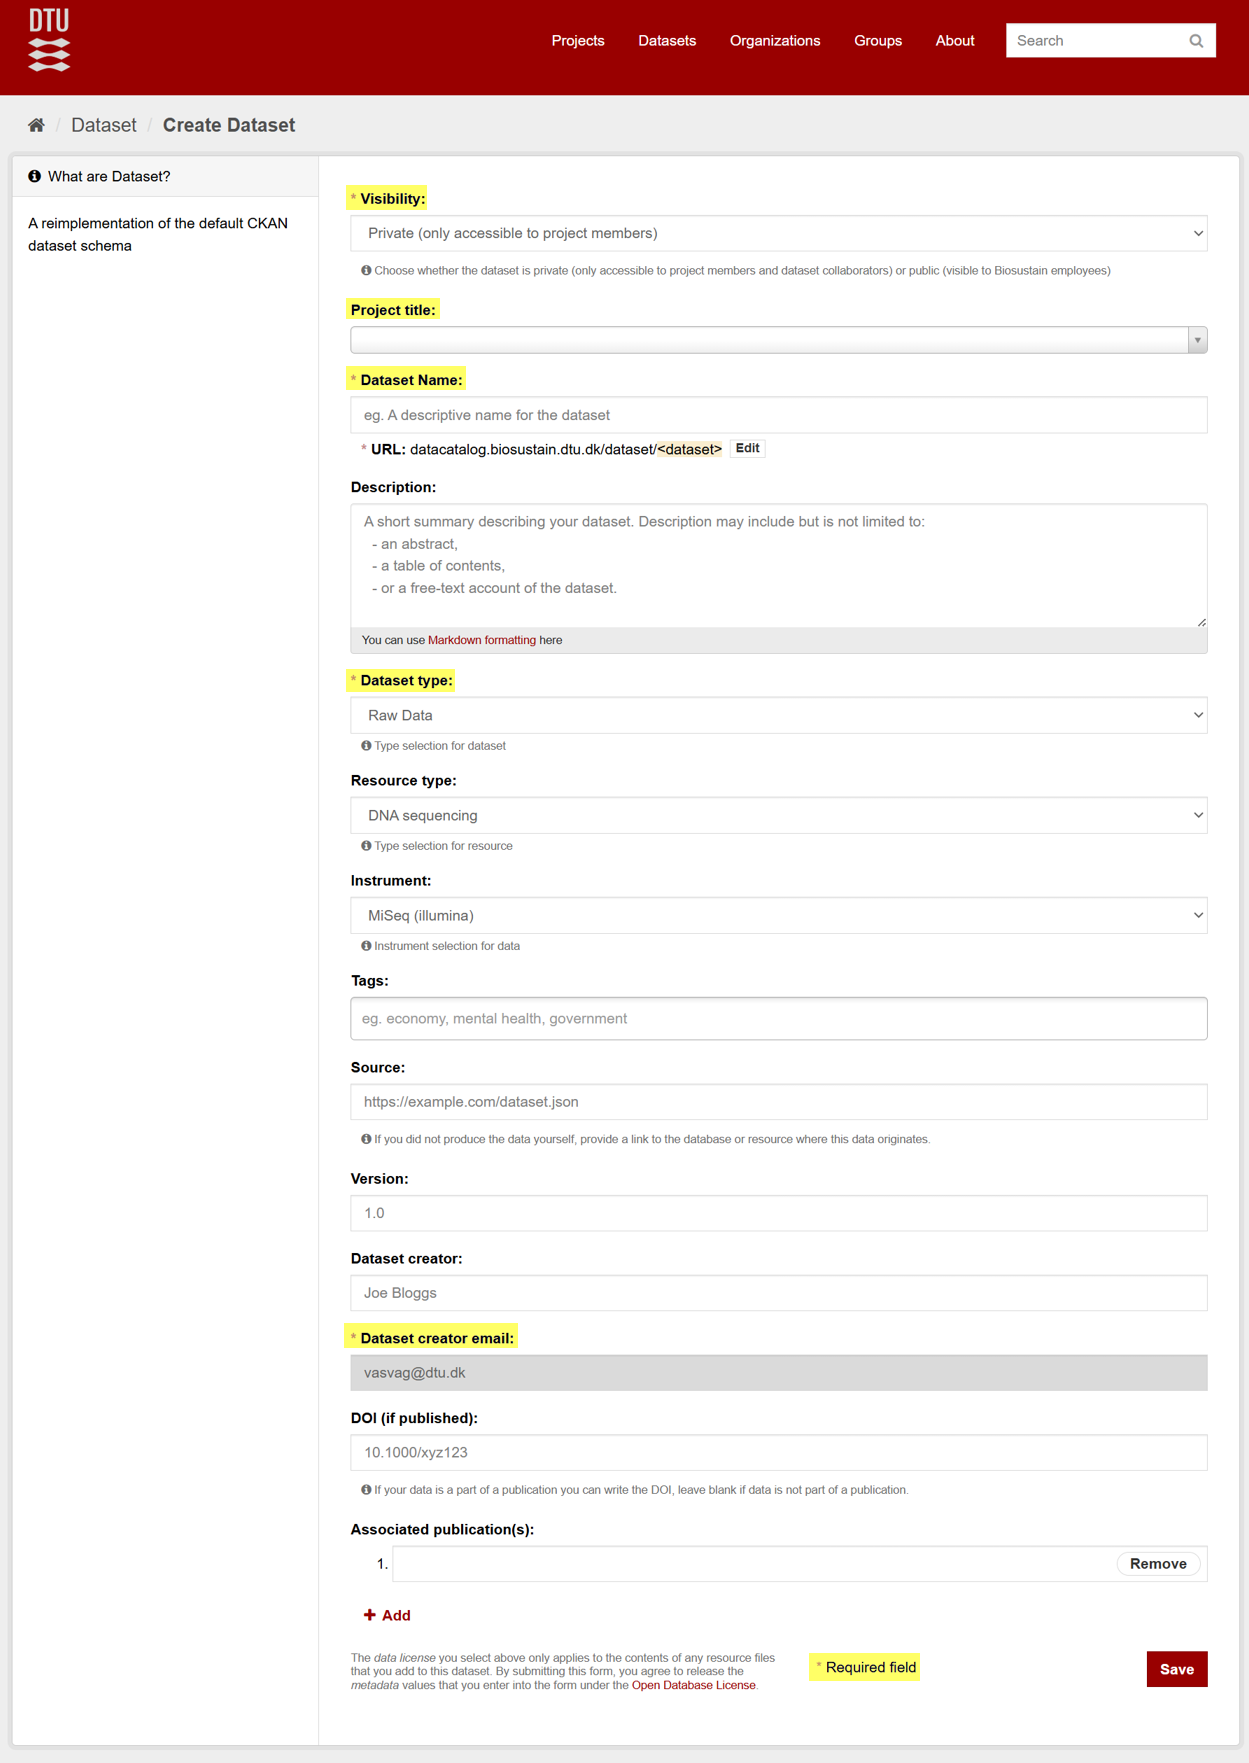 DTU
Projects Datasets Organizations Groups About Search
/ Dataset / Create Dataset
What are Dataset?
A reimplementation of the default CKAN
dataset schema
* Visibility:
Private (only accessible to project members)
Choose whether the dataset is private (only accessible to project members and dataset collaborators) or public (visible to Biosustain employees)
Project title:
* Dataset Name:
eg. A descriptive name for the dataset
* URL: datacatalog.biosustain.dtu.dk/dataset/<dataset> Edit
Description:
A short summary describing your dataset. Description may include but is not limited to:
- an abstract,
- a table of contents,
- or a free-text account of the dataset.
You can use Markdown formatting here
* Dataset type:
Raw Data
Type selection for dataset
Resource type:
DNA sequencing
Type selection for resource
Instrument:
MiSeq (illumina)
Instrument selection for data
Tags:
eg. economy, mental health, government
Source:
https://example.com/dataset.json
If you did not produce the data yourself, provide a link to the database or resource where this data originates.
Version:
1.0
Dataset creator:
Joe Bloggs
* Dataset creator email:
vasvag@dtu.dk
DOI (if published):
10.1000/xyz123
If your data is a part of a publication you can write the DOI, leave blank if data is not part of a publication.
Associated publication(s):
1. Remove
+ Add
The data license you select above only applies to the contents of any resource files
that you add to this dataset. By submitting this form, you agree to release the
metadata values that you enter into the form under the Open Database License.
* Required field
Save